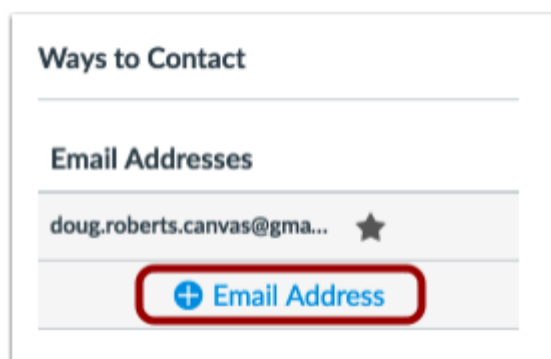 Ways to Contact
Email Addresses
doug.roberts.canvas@gma...
Email Address